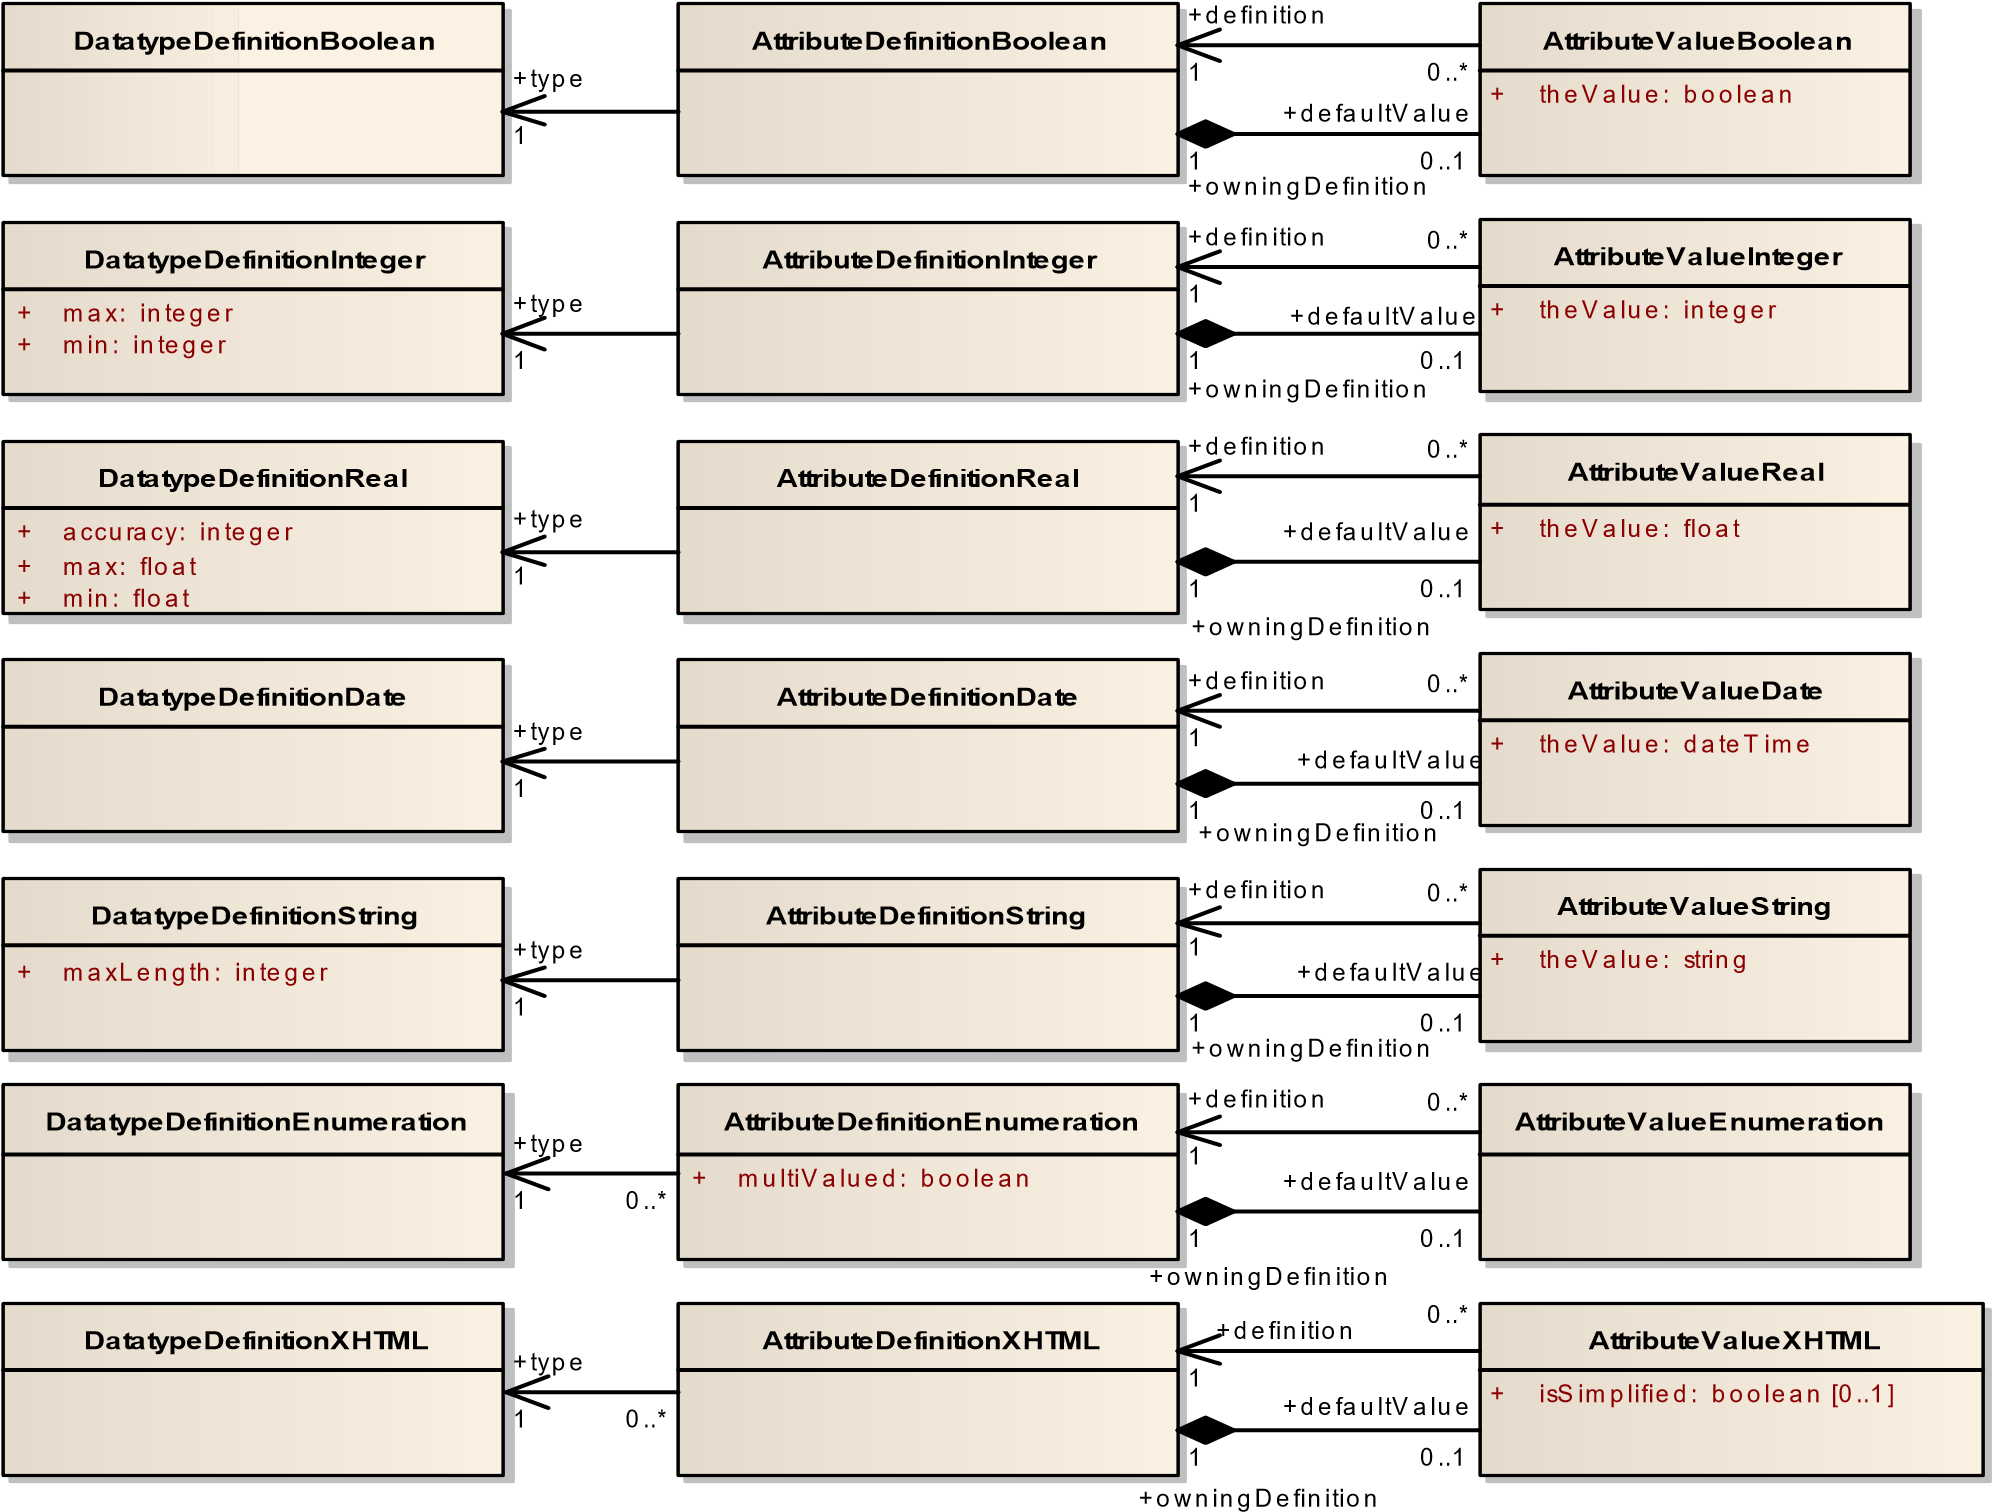 DatatypeDefinitionBoolean
+type
1
AttributeDefinitionBoolean
+definition
1
0..*
+defaultValue
1
0..1
+owningDefinition
AttributeValueBoolean
+ theValue: boolean
DatatypeDefinitionInteger
+ max: integer
+ min: integer
+type
1
AttributeDefinitionInteger
+definition
0..*
1
+defaultValue
1
0..1
+owningDefinition
AttributeValueInteger
+ theValue: integer
DatatypeDefinitionReal
+ accuracy: integer
+ max: float
+ min: float
+type
1
AttributeDefinitionReal
+definition
0..*
1
+defaultValue
1
0..1
+owningDefinition
AttributeValueReal
+ theValue: float
DatatypeDefinitionDate
+type
1
AttributeDefinitionDate
+definition
0..*
1
+defaultValue
1
0..1
+owningDefinition
AttributeValueDate
+ theValue: dateTime
DatatypeDefinitionString
+ maxLength: integer
+type
1
AttributeDefinitionString
+definition
0..*
1
+defaultValue
1
0..1
+owningDefinition
AttributeValueString
+ theValue: string
DatatypeDefinitionEnumeration
+type
1
0..*
AttributeDefinitionEnumeration
+ multiValued: boolean
+definition
0..*
1
+defaultValue
1
0..1
+owningDefinition
AttributeValueEnumeration
DatatypeDefinitionXHTML
+type
1
0..*
AttributeDefinitionXHTML
0..*
+definition
1
+defaultValue
1
0..1
+owningDefinition
AttributeValueXHTML
+ isSimplified: boolean [0..1]